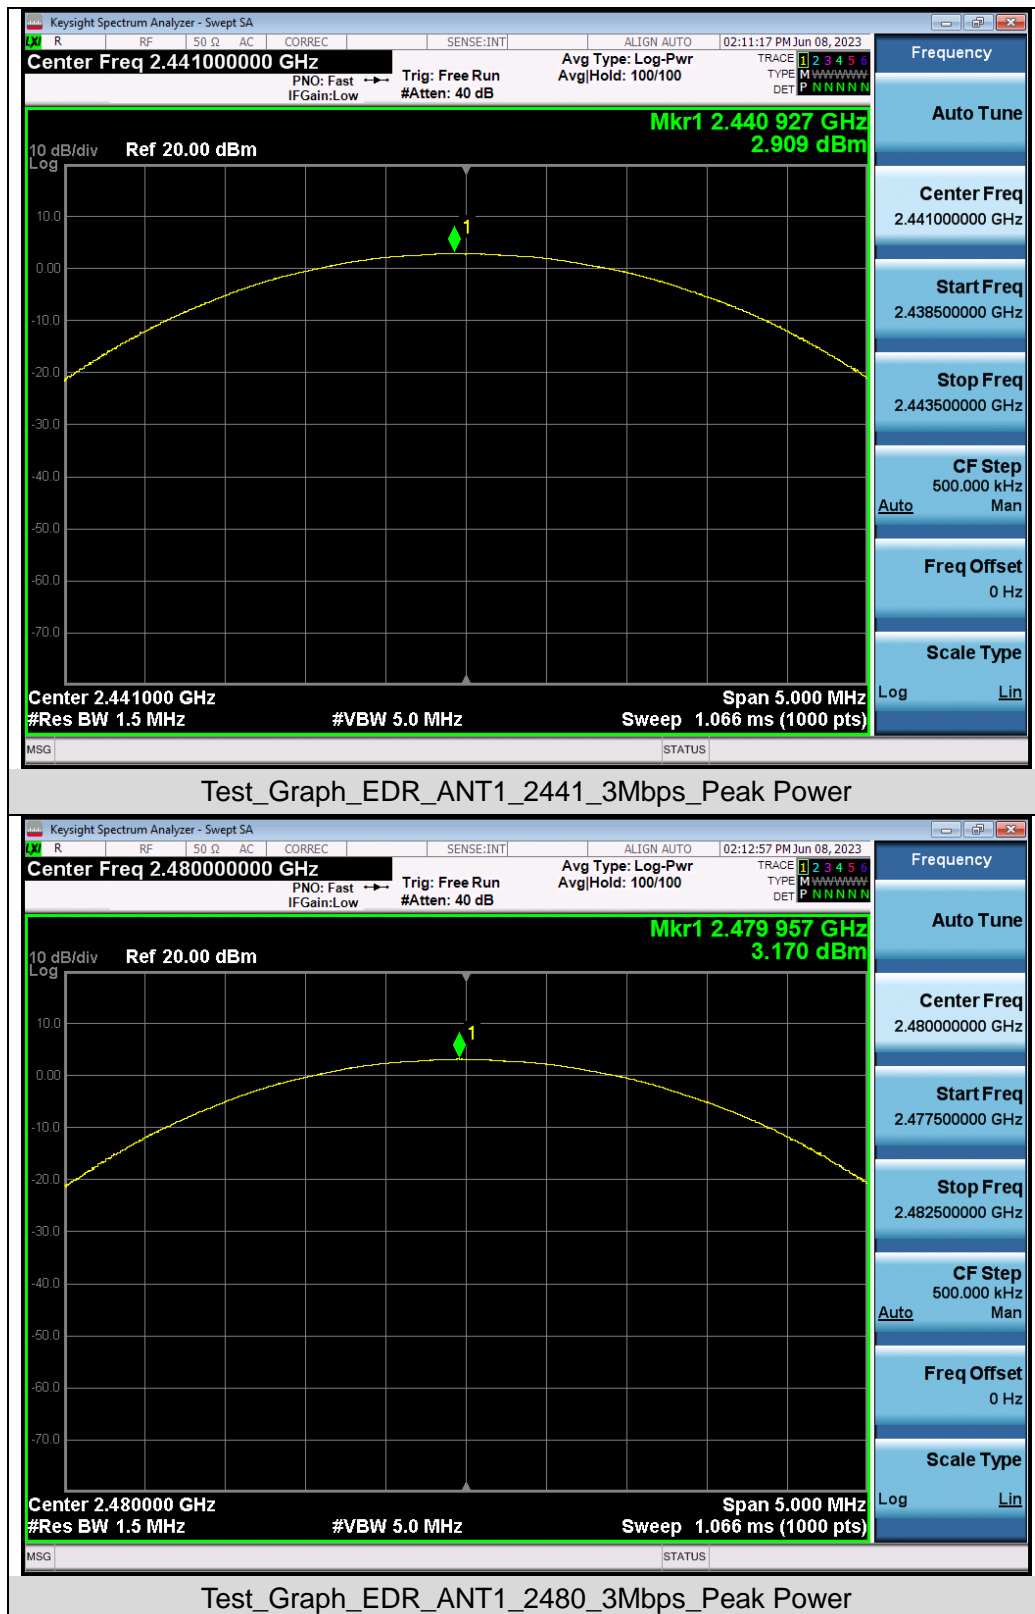 Keysight Spectrum Analyzer - Swept SA
LXI R RF 50 Ω AC CORREC SENSE:INT ALIGN AUTO 02:11:17 PM Jun 08, 2023
Center Freq 2.441000000 GHz
PNO: Fast
IFGain:Low
Trig: Free Run
#Atten: 40 dB
Avg Type: Log-Pwr
Avg|Hold: 100/100
TRACE 1 2 3 4 5 6
TYPE M WWWWW
DET P N N N N N
Mkr1 2.440 927 GHz
2.909 dBm
10 dB/div Ref 20.00 dBm
Log
1
10.0
0.00
-10.0
-20.0
-30.0
-40.0
-50.0
-60.0
-70.0
Center 2.441000 GHz Span 5.000 MHz
#Res BW 1.5 MHz #VBW 5.0 MHz Sweep 1.066 ms (1000 pts)
MSG STATUS
Frequency
Auto Tune
Center Freq
2.441000000 GHz
Start Freq
2.438500000 GHz
Stop Freq
2.443500000 GHz
CF Step
500.000 kHz
Auto Man
Freq Offset
0 Hz
Scale Type
Log Lin
Test_Graph_EDR_ANT1_2441_3Mbps_Peak Power
Keysight Spectrum Analyzer - Swept SA
LXI R RF 50 Ω AC CORREC SENSE:INT ALIGN AUTO 02:12:57 PM Jun 08, 2023
Center Freq 2.480000000 GHz
PNO: Fast
IFGain:Low
Trig: Free Run
#Atten: 40 dB
Avg Type: Log-Pwr
Avg|Hold: 100/100
TRACE 1 2 3 4 5 6
TYPE M WWWWW
DET P N N N N N
Mkr1 2.479 957 GHz
3.170 dBm
10 dB/div Ref 20.00 dBm
Log
1
10.0
0.00
-10.0
-20.0
-30.0
-40.0
-50.0
-60.0
-70.0
Center 2.480000 GHz Span 5.000 MHz
#Res BW 1.5 MHz #VBW 5.0 MHz Sweep 1.066 ms (1000 pts)
MSG STATUS
Frequency
Auto Tune
Center Freq
2.480000000 GHz
Start Freq
2.477500000 GHz
Stop Freq
2.482500000 GHz
CF Step
500.000 kHz
Auto Man
Freq Offset
0 Hz
Scale Type
Log Lin
Test_Graph_EDR_ANT1_2480_3Mbps_Peak Power